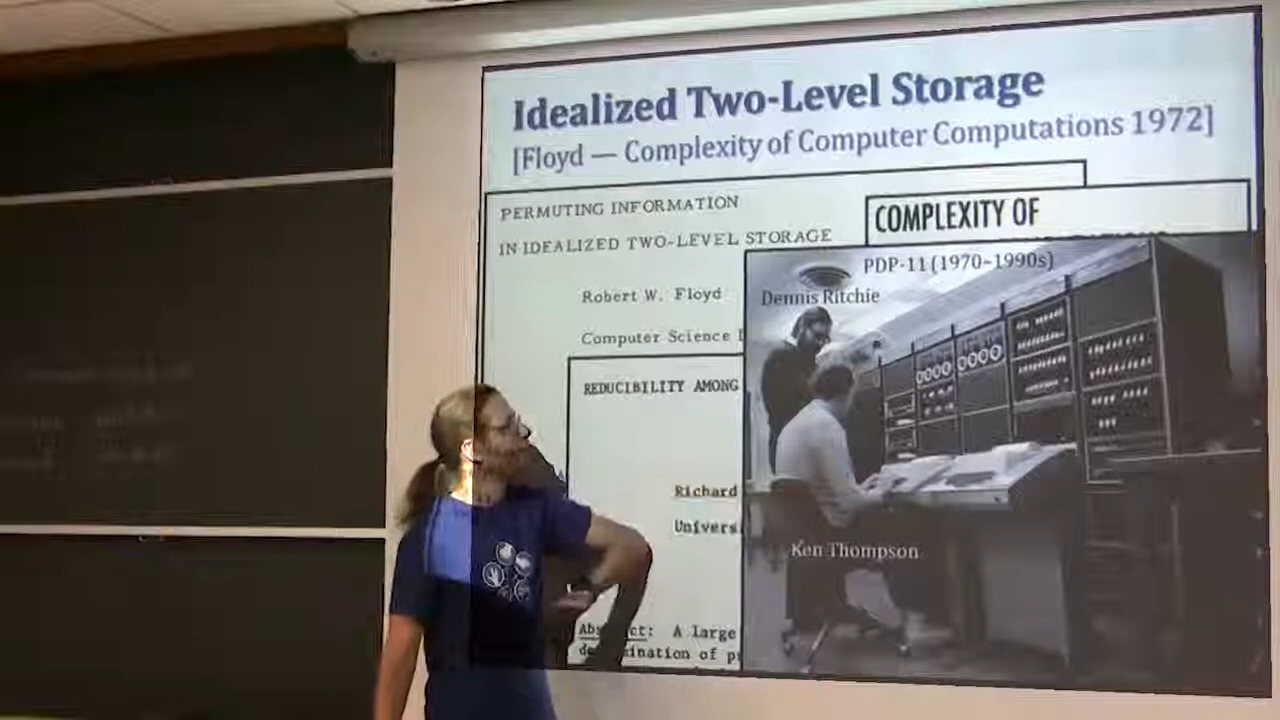 Idealized Two-Level Storage
[Floyd — Complexity of Computer Computations 1972]
PERMUTING INFORMATION
IN IDEALIZED TWO-LEVEL STORAGE
Robert W. Floyd
Computer Science
COMPLEXITY OF
REDUCIBILITY AMONG
Richard
Univers
A large
of
PDP-11 (1970–1990s)
Dennis Ritchie
Ken Thompson